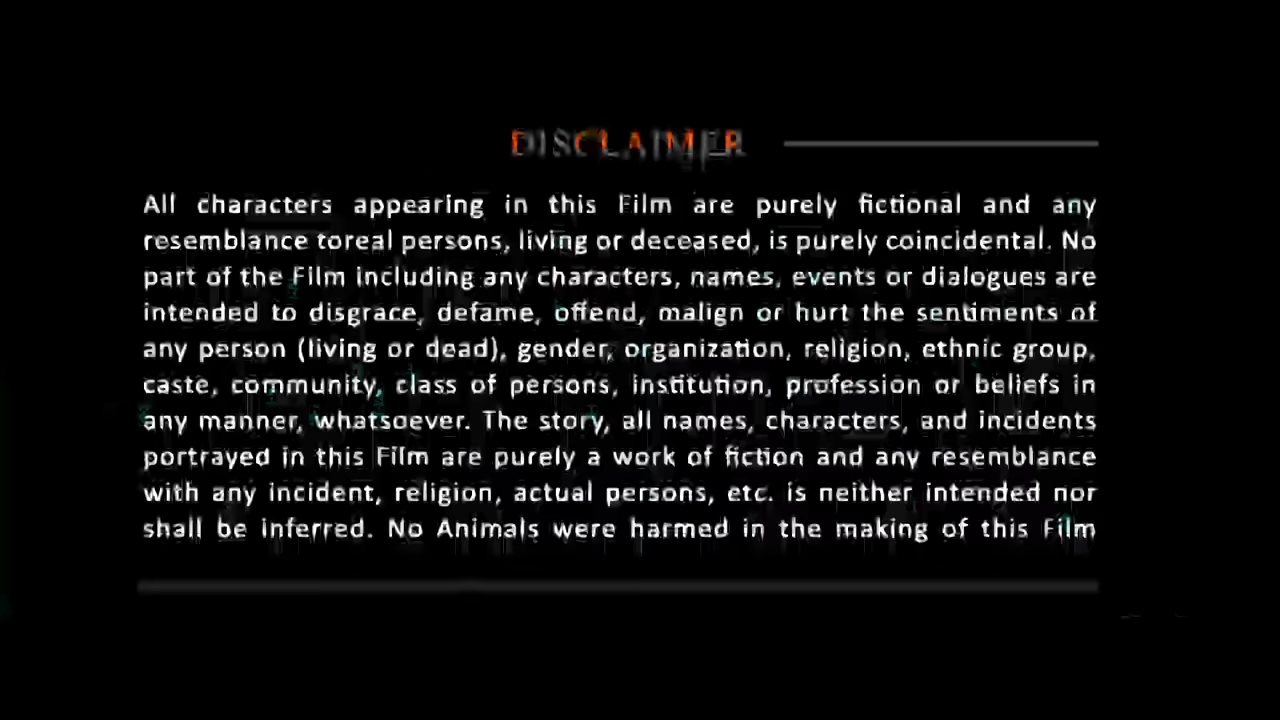 DISCLAIMER
All characters appearing in this Film are purely fictional and any
resemblance toreal persons, living or deceased, is purely coincidental. No
part of the Film including any characters, names, events or dialogues are
intended to disgrace, defame, offend, malign or hurt the sentiments of
any person (living or dead), gender, organization, religion, ethnic group,
caste, community, class of persons, institution, profession or beliefs in
any manner, whatsoever. The story, all names, characters, and incidents
portrayed in this Film are purely a work of fiction and any resemblance
with any incident, religion, actual persons, etc. is neither intended nor
shall be inferred. No Animals were harmed in the making of this Film